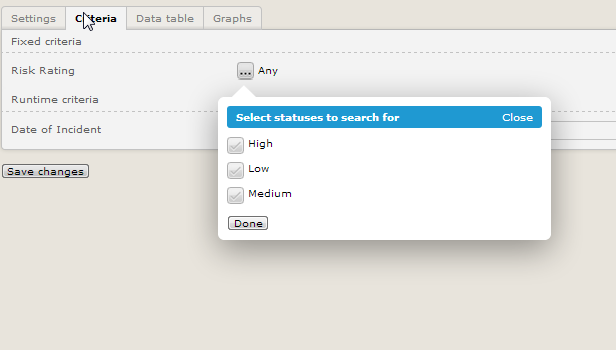 Settings Criteria Data table Graphs
Fixed criteria
Risk Rating ... Any
Runtime criteria
Select statuses to search for Close
Date of Incident
High
Low
Save changes
Medium
Done